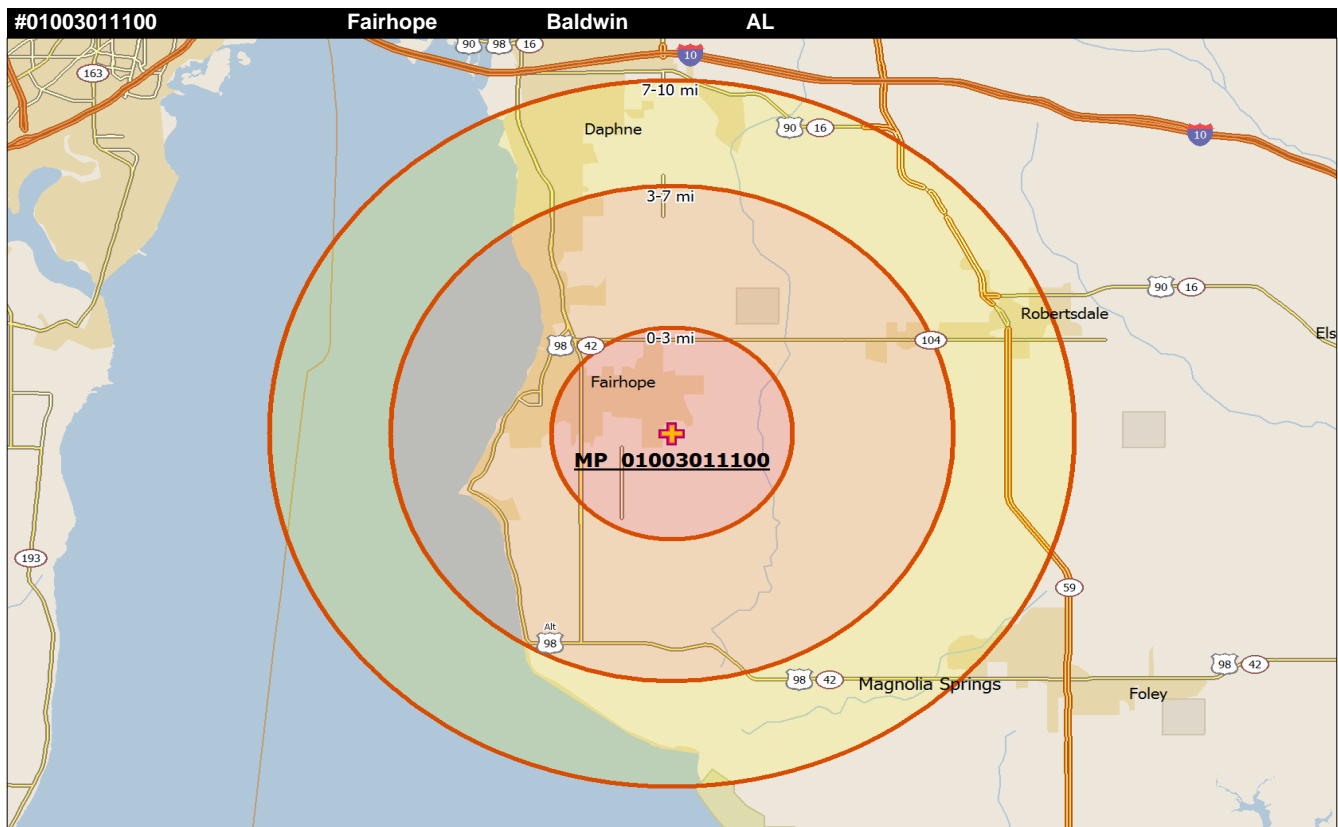 #01003011100 Fairhope Baldwin AL
90 98 16
10
163
7-10 mi
Daphne
90 16
10
3-7 mi
90 16
Robertsdale
Els
0-3 mi
98 42
104
Fairhope
MP 01003011100
193
59
Alt
98
98 42
98 42
Magnolia Springs
Foley